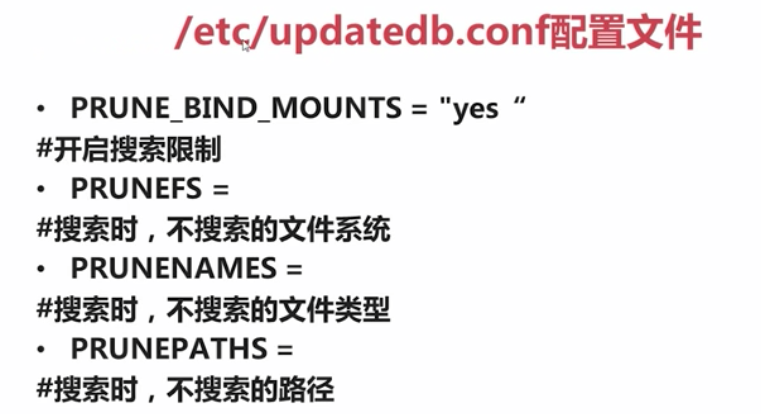 /etc/updatedb.conf配置文件
• PRUNE_BIND_MOUNTS = "yes “
#开启搜索限制
• PRUNEFS =
#搜索时，不搜索的文件系统
• PRUNENAMES =
#搜索时，不搜索的文件类型
• PRUNEPATHS =
#搜索时，不搜索的路径